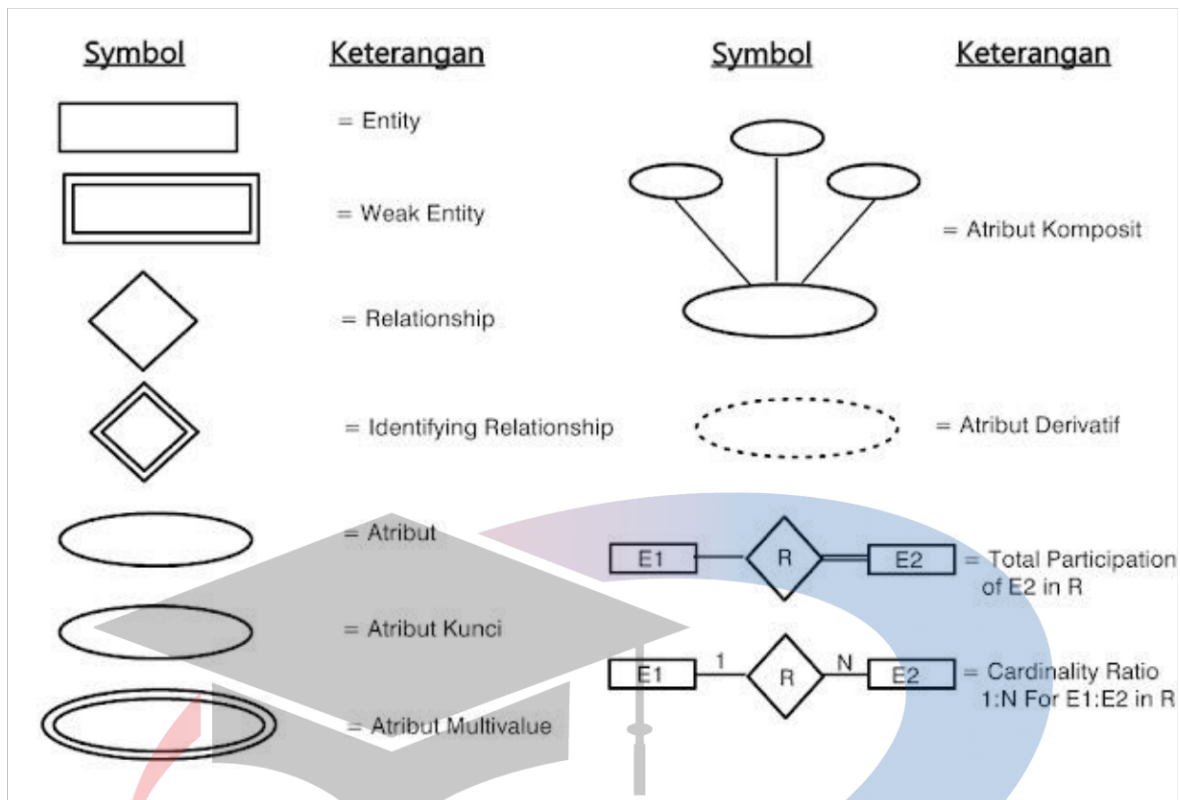 Symbol
Keterangan
= Entity
= Weak Entity
= Relationship
= Identifying Relationship
= Atribut
= Atribut Kunci
= Atribut Multivalue
Symbol
Keterangan
= Atribut Komposit
= Atribut Derivatif
E1 R E2 = Total Participation
of E2 in R
E1 1 R N E2 = Cardinality Ratio
1:N For E1:E2 in R